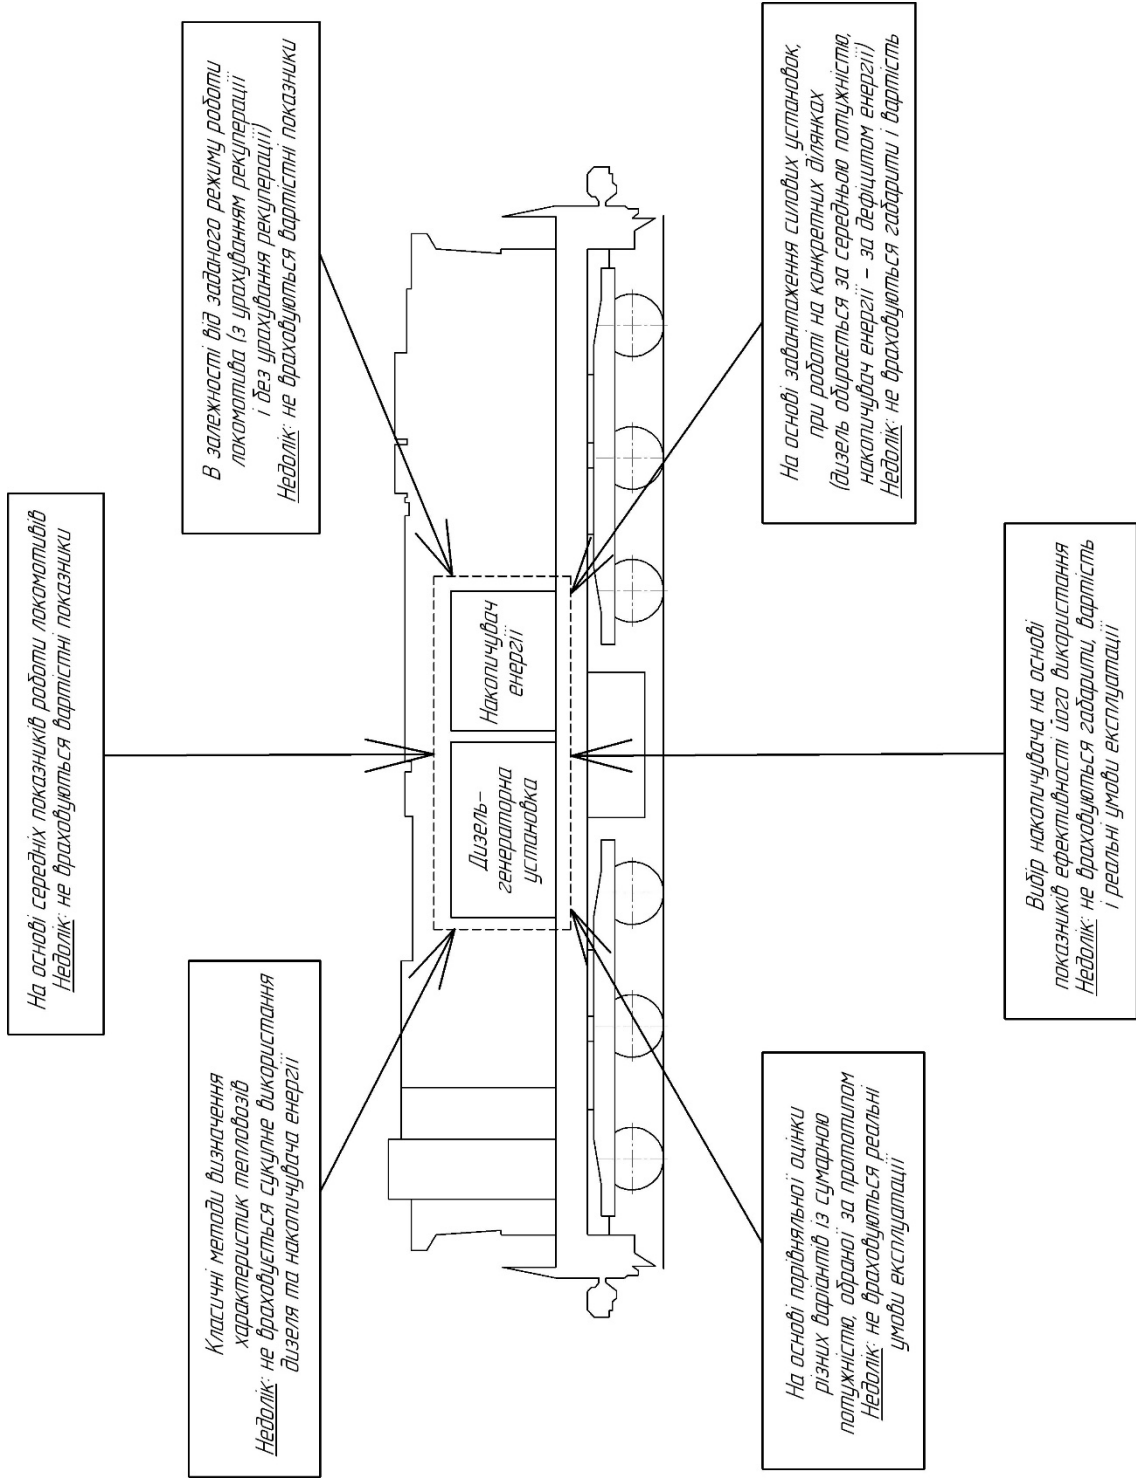 На основі середніх показників роботи локомотивів
Недолік: не враховуються вартістні показники
Класичні методи визначення
характеристик тепловозів
Недолік: не враховується сукупне використання
дизеля та накопичувача енергії
В залежності від заданого режиму роботи
локомотива (з урахуванням рекуперації
і без урахування рекуперації)
Недолік: не враховуються вартістні показники
Дизель-
генераторна
установка
Накопичувач
енергії
На основі порівняльної оцінки
різних варіантів із сумарною
потужністю, обраної за прототипом
Недолік: не враховуються реальні
умови експлуатації
Вибір накопичувача на основі
показників ефективності його використання
Недолік: не враховуються габарити, вартість
і реальні умови експлуатації
На основі завантаження силових установок,
при роботі на конкретних ділянках
(дизель обирається за середньою потужністю,
накопичувач енергії – за дефіцитом енергії)
Недолік: не враховуються габарити і вартість